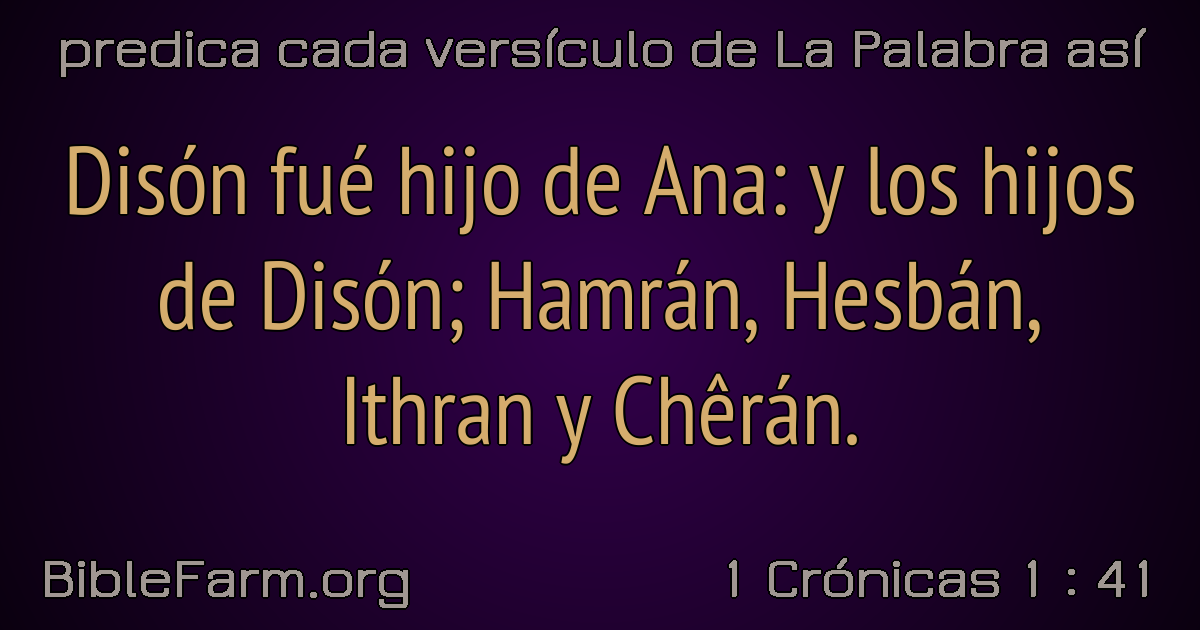 predica cada versículo de La Palabra así
Disón fué hijo de Ana: y los hijos
de Disón; Hamrán, Hesbán,
Ithran y Chêrán.
BibleFarm.org
1 Crónicas 1 : 41